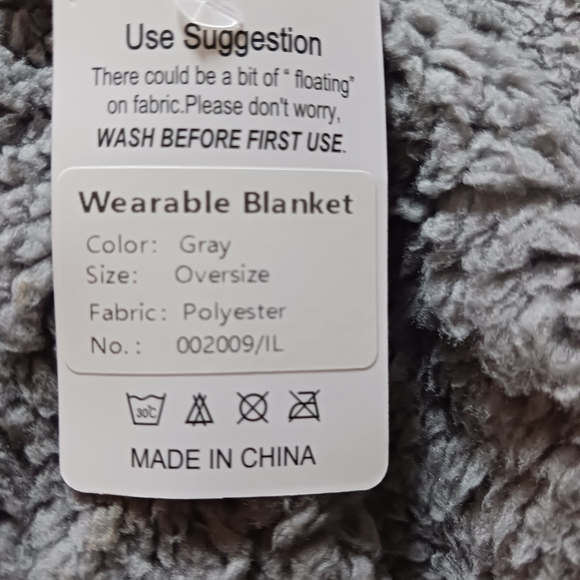 Use Suggestion
There could be a bit of “ floating”
on fabric.Please don't worry,
WASH BEFORE FIRST USE.
Wearable Blanket
Color: Gray
Size: Oversize
Fabric: Polyester
No.: 002009/IL
30℃
MADE IN CHINA